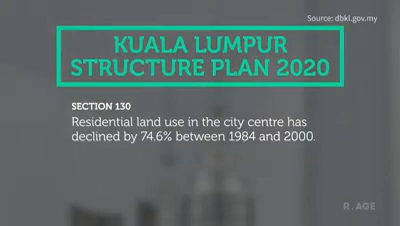 Source: dbkl.gov.my
KUALA LUMPUR
STRUCTURE PLAN 2020
SECTION 130
Residential land use in the city centre has
declined by 74.6% between 1984 and 2000.
R.AGE